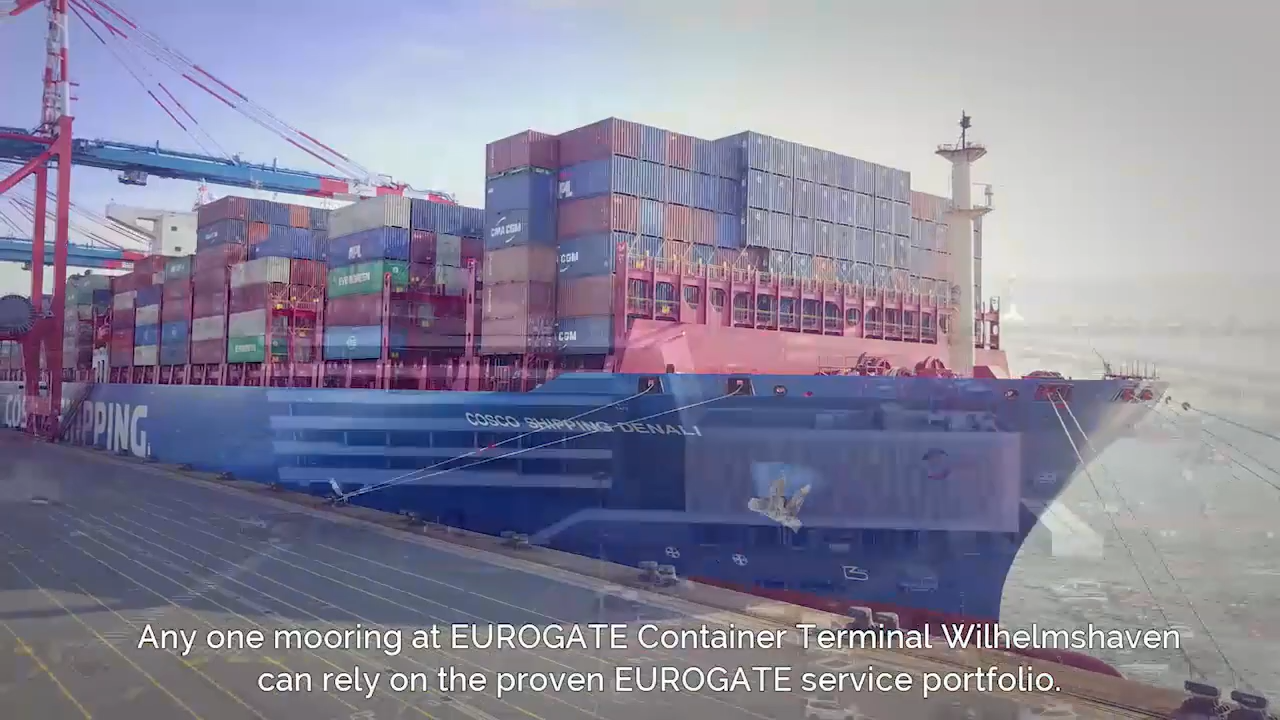 APL
CMA CGM
APL
CGM
EVERGREEN
CGM
COSCO SHIPPING
COSCO SHIPPING DENALI
Any one mooring at EUROGATE Container Terminal Wilhelmshaven
can rely on the proven EUROGATE service portfolio.